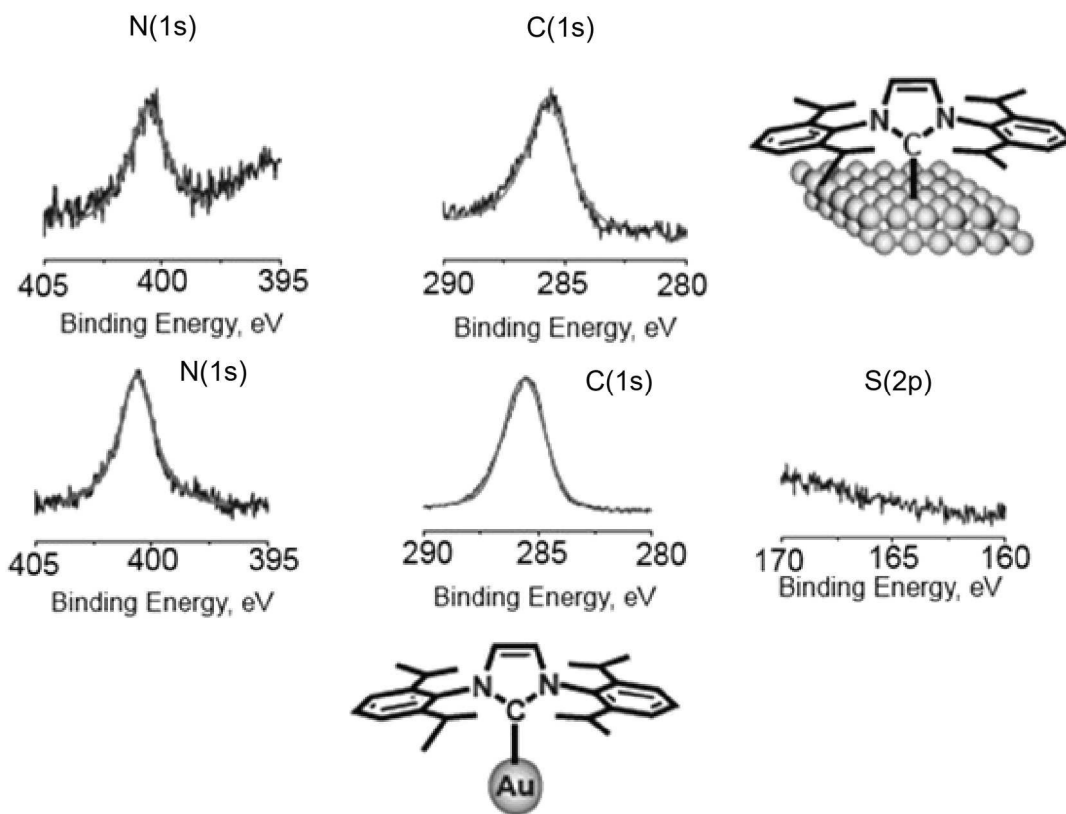 N(1s)
C(1s)
N
N
C
405
400
395
290
285
280
Binding Energy, eV
Binding Energy, eV
N(1s)
C(1s)
S(2p)
405
400
395
290
285
280
170
165
160
Binding Energy, eV
Binding Energy, eV
Binding Energy, eV
N
N
C
Au